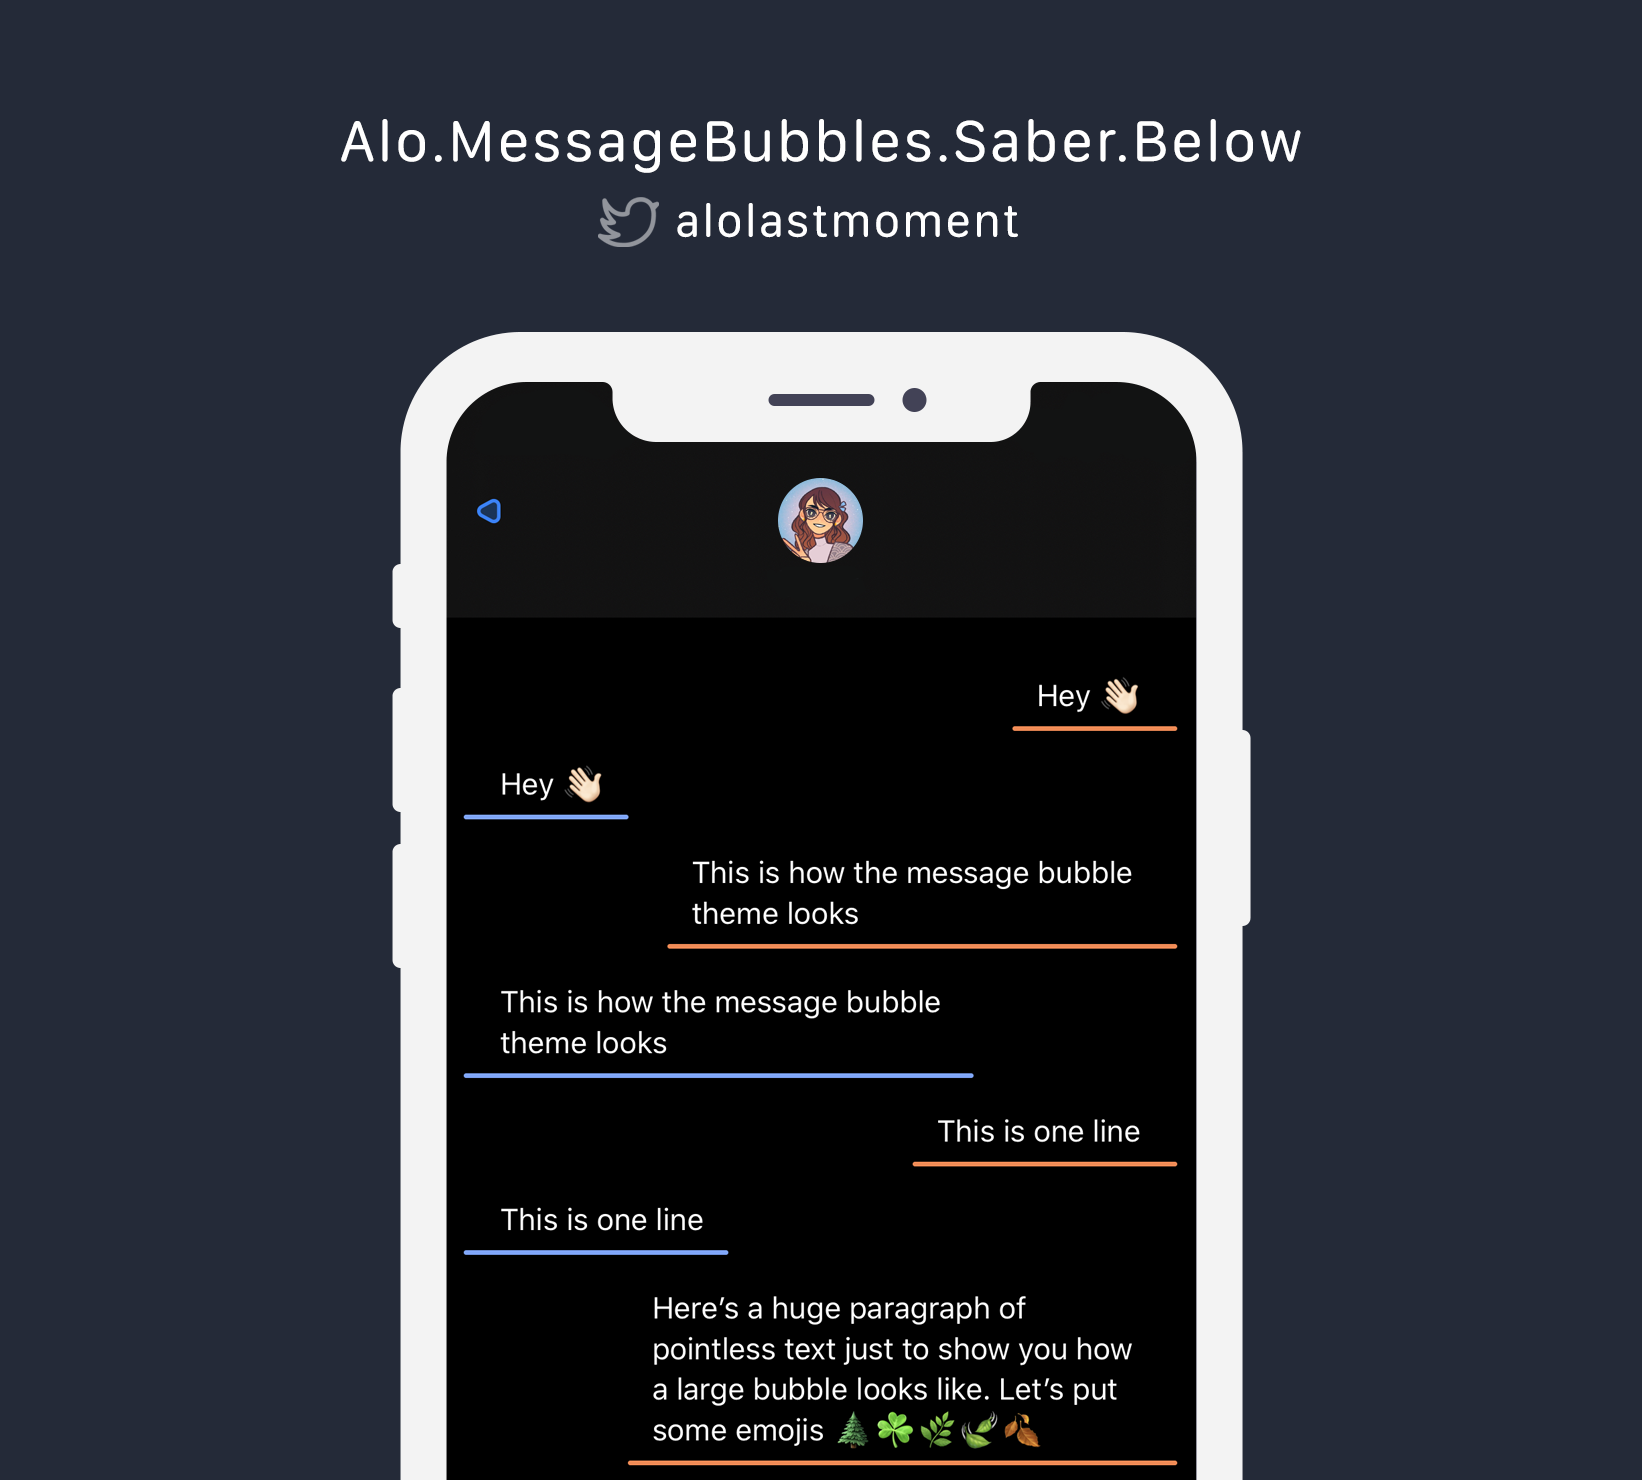 Alo.MessageBubbles.Saber.Below
alolastmoment
Hey 👋🏻
Hey 👋🏻
This is how the message bubble
theme looks
This is how the message bubble
theme looks
This is one line
This is one line
Here’s a huge paragraph of
pointless text just to show you how
a large bubble looks like. Let’s put
some emojis 🌲☘️🌿🍃🍂